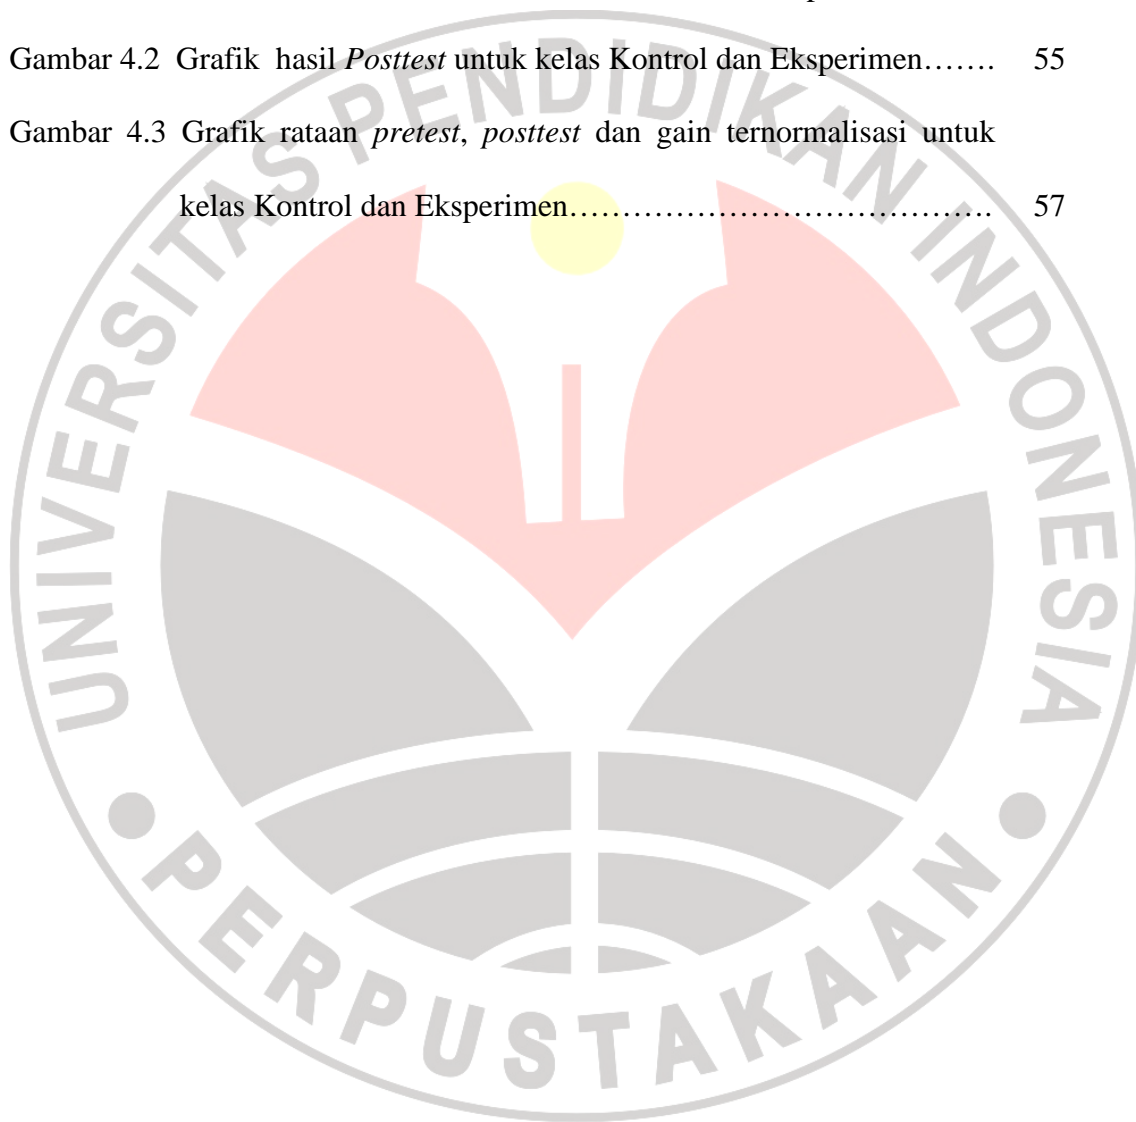 Gambar 4.2 Grafik hasil Posttest untuk kelas Kontrol dan Eksperimen....... 55
Gambar 4.3 Grafik rataan pretest, posttest dan gain ternormalisasi untuk
kelas Kontrol dan Eksperimen........................................ 57
UNIVERSITAS PENDIDIKAN INDONESIA
PERPUSTAKAAN